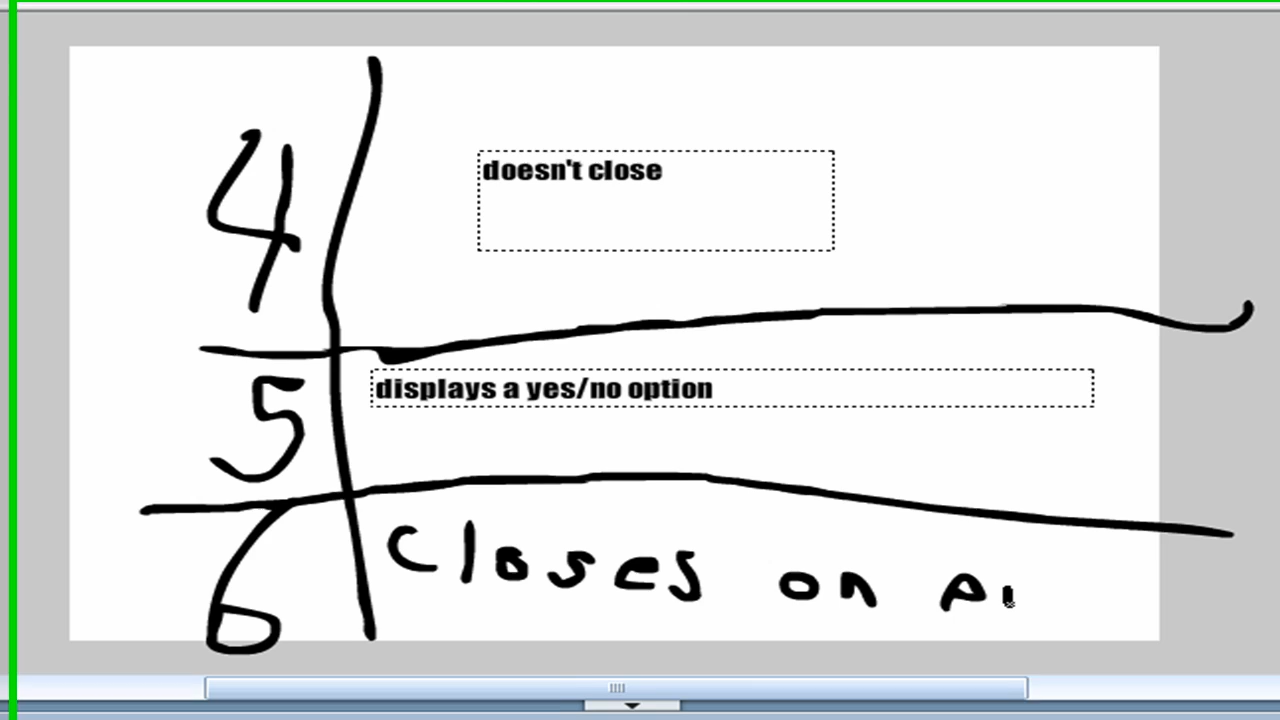 4
doesn't close
5
displays a yes/no option
6
Closes on